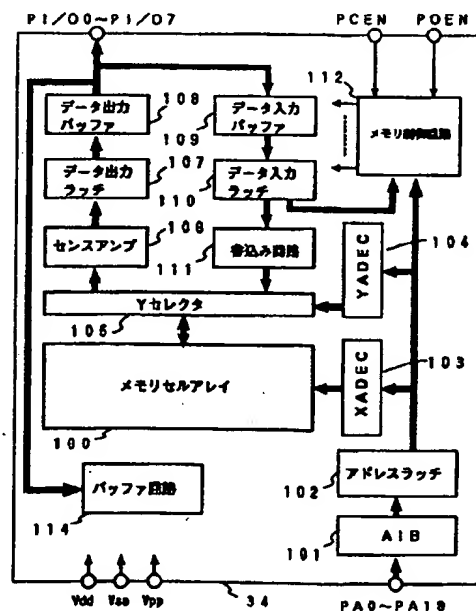 PI/O0~PI/O7
PCEN
POEN
112
データ出力
バッファ
108
データ入力
バッファ
109
メモリ制御回路
データ出力
ラッチ
107
データ入力
ラッチ
110
センスアンプ
106
書込み回路
111
YADEC
104
Yセレクタ
105
メモリセルアレイ
100
XADEC
103
アドレスラッチ
102
バッファ回路
114
AIB
101
Vdd
Vss
Vpp
34
PA0~PA19